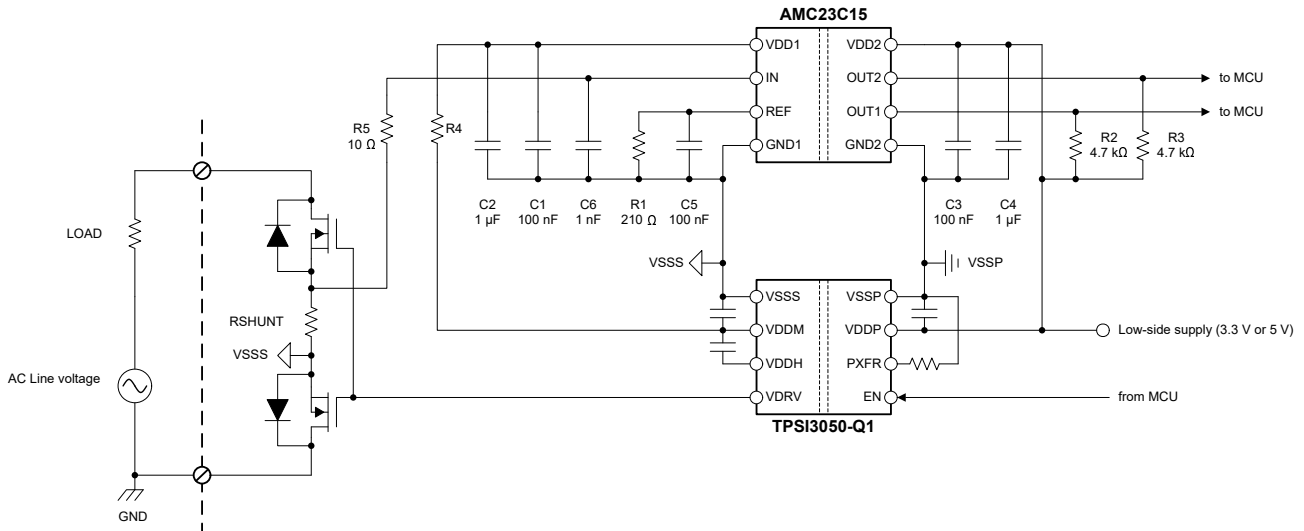 AMC23C15
VDD1
VDD2
IN
OUT2
to MCU
REF
OUT1
to MCU
GND1
GND2
R5
10 Ω
R4
R2
4.7 kΩ
R3
4.7 kΩ
C2
1 µF
C1
100 nF
C6
1 nF
R1
210 Ω
C5
100 nF
C3
100 nF
C4
1 µF
LOAD
VSSS
VSSP
RSHUNT
VSSS
VSSS
VSSP
VDDM
VDDP
Low-side supply (3.3 V or 5 V)
VDDH
PXFR
AC Line voltage
VDRV
EN
from MCU
TPSI3050-Q1
GND